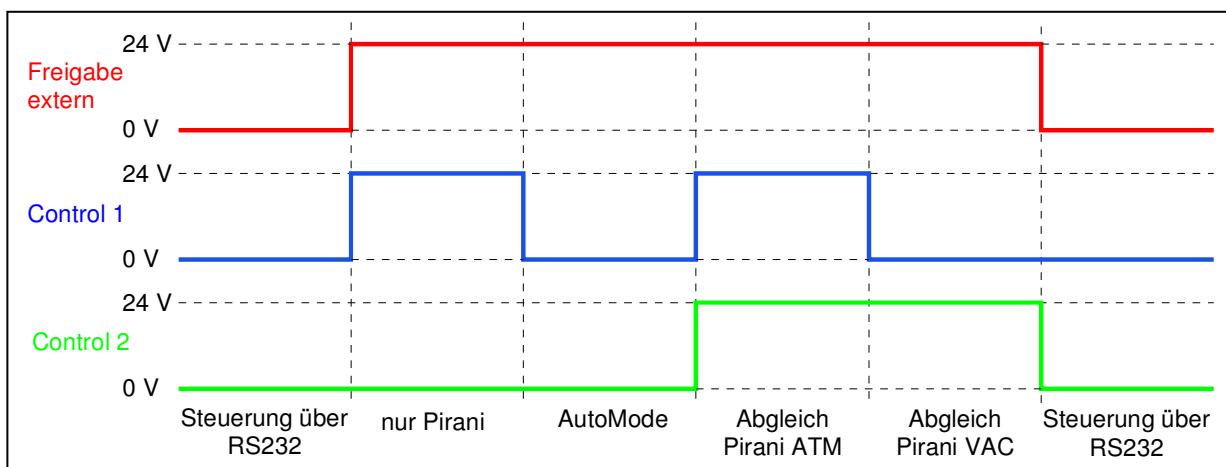 24 V
Freigabe
extern
0 V
24 V
Control 1
0 V
24 V
Control 2
0 V
Steuerung über
RS232
nur Pirani
AutoMode
Abgleich
Pirani ATM
Abgleich
Pirani VAC
Steuerung über
RS232